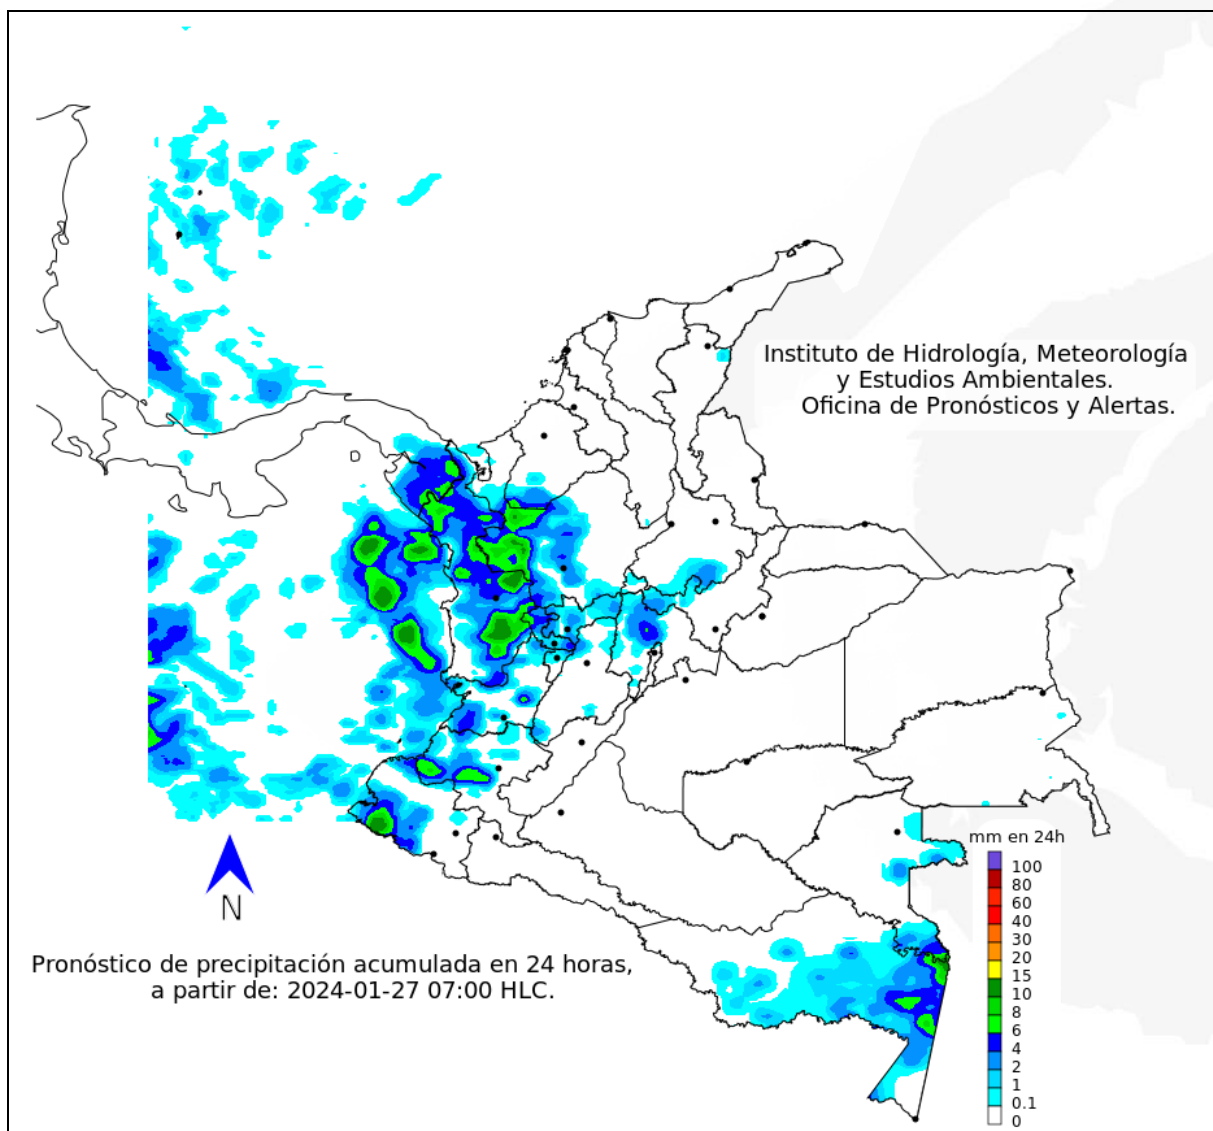 Instituto de Hidrología, Meteorología
y Estudios Ambientales.
Oficina de Pronósticos y Alertas.
mm en 24h
100
80
60
40
30
20
15
10
8
6
4
2
1
0.1
0
N
Pronóstico de precipitación acumulada en 24 horas,
a partir de: 2024-01-27 07:00 HLC.